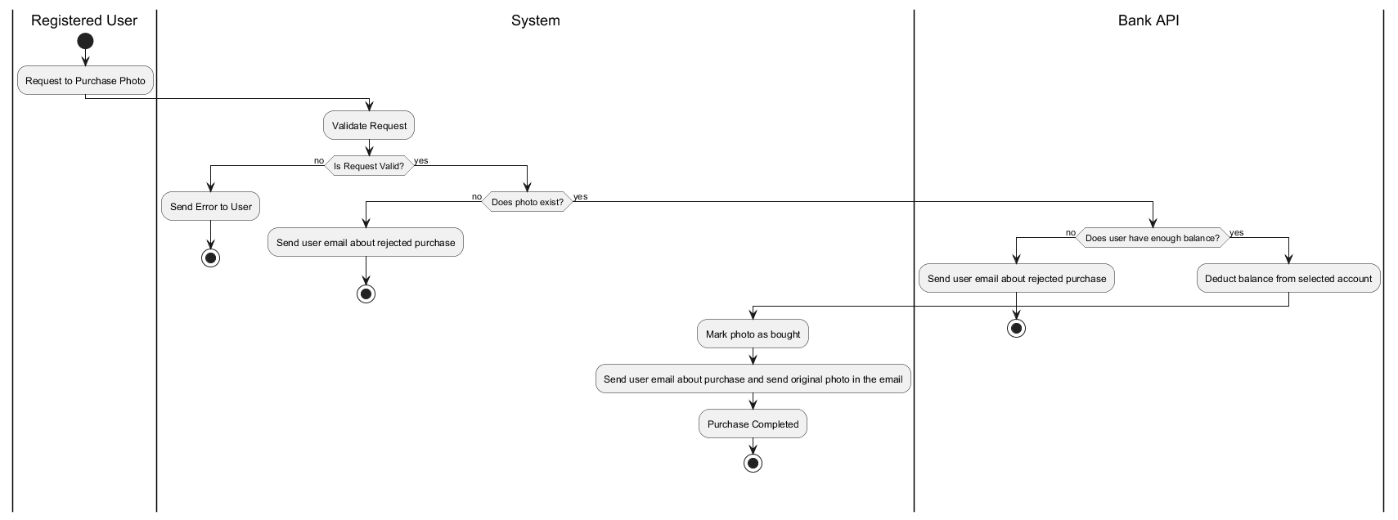 Registered User
System
Bank API
Request to Purchase Photo
Validate Request
no
Is Request Valid?
yes
Send Error to User
no
Does photo exist?
yes
Send user email about rejected purchase
no
Does user have enough balance?
yes
Send user email about rejected purchase
Deduct balance from selected account
Mark photo as bought
Send user email about purchase and send original photo in the email
Purchase Completed